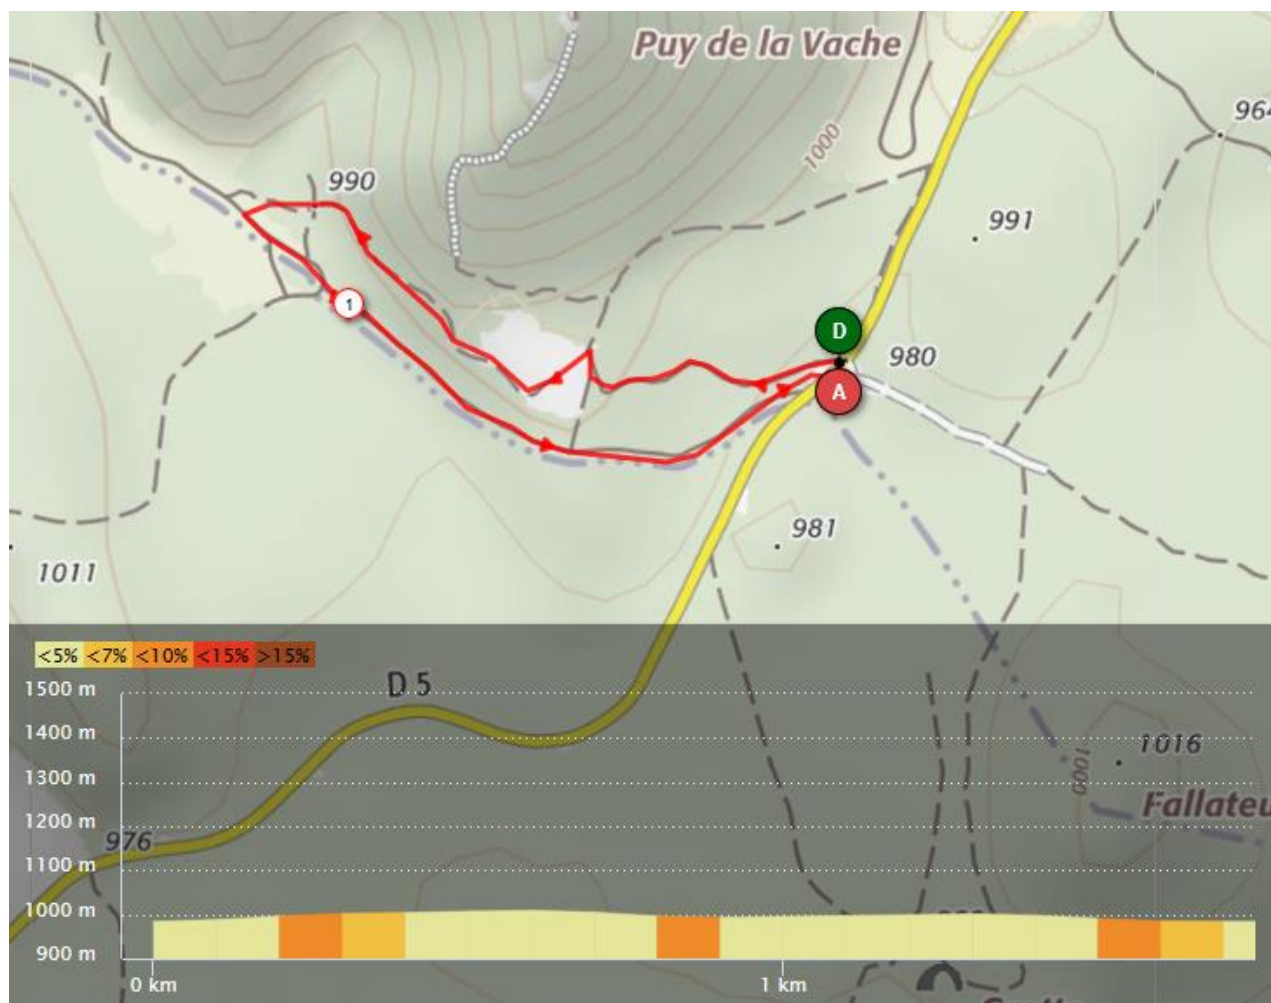 Puy de la Vache
1000
964
990
991
D
980
1
A
981
1011
<5% <7% <10% <15% >15%
D 5
1500 m
1400 m
1300 m
1200 m
1100 m
1000 m
900 m
1016
1000
Fallateu
976
0 km
1 km